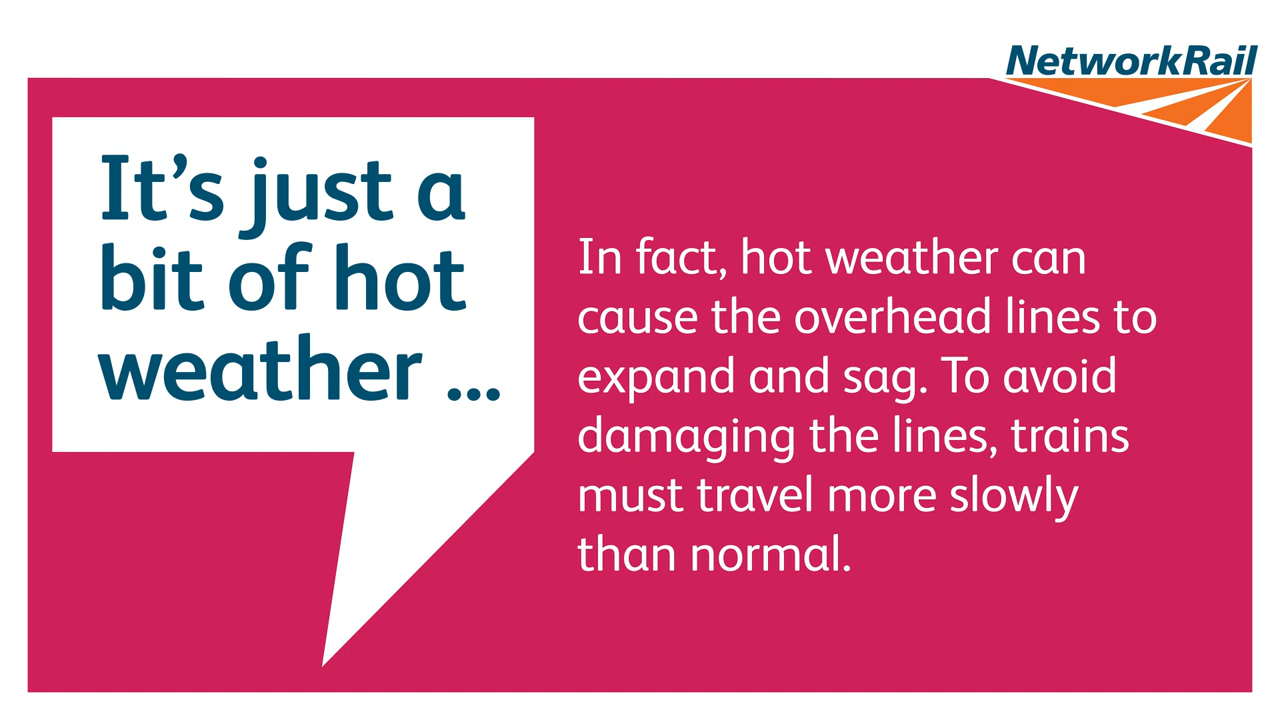 NetworkRail
It’s just a
bit of hot
weather ...
In fact, hot weather can
cause the overhead lines to
expand and sag. To avoid
damaging the lines, trains
must travel more slowly
than normal.